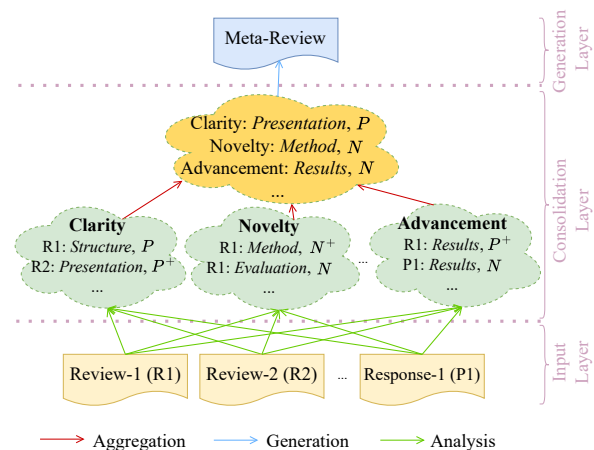 Meta-Review
Generation Layer
Clarity: Presentation, P
Novelty: Method, N
Advancement: Results, N
...
Consolidation Layer
Clarity
R1: Structure, P
R2: Presentation, P⁺
...
Novelty
R1: Method, N⁺
R1: Evaluation, N
...
...
Advancement
R1: Results, P⁺
P1: Results, N
...
Review-1 (R1)
Review-2 (R2)
...
Response-1 (P1)
Input Layer
Aggregation
Generation
Analysis